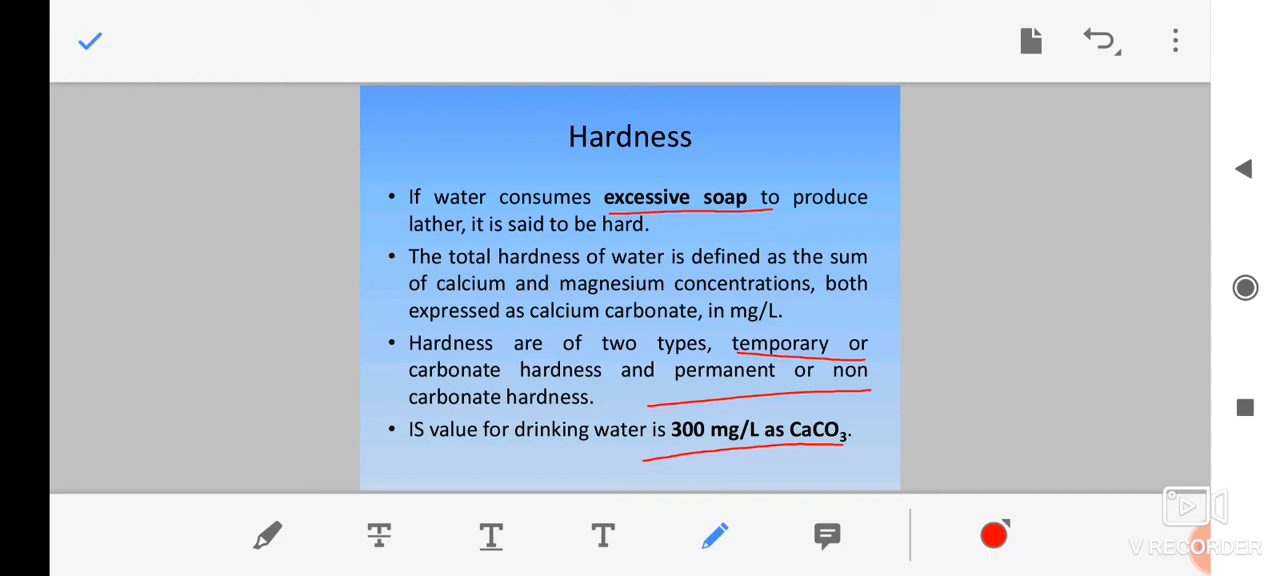 Hardness
• If water consumes excessive soap to produce
lather, it is said to be hard.
• The total hardness of water is defined as the sum
of calcium and magnesium concentrations, both
expressed as calcium carbonate, in mg/L.
• Hardness are of two types, temporary or
carbonate hardness and permanent or non
carbonate hardness.
• IS value for drinking water is 300 mg/L as CaCO₃.
T T T
V RECORDER